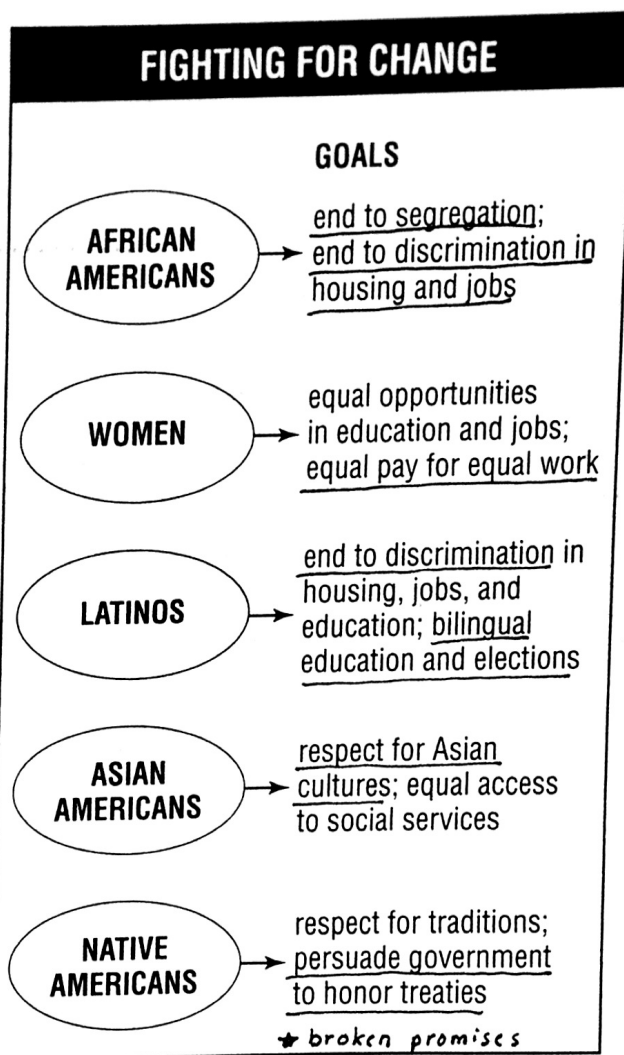 FIGHTING FOR CHANGE
GOALS
AFRICAN
AMERICANS
end to segregation;
end to discrimination in
housing and jobs
WOMEN
equal opportunities
in education and jobs;
equal pay for equal work
LATINOS
end to discrimination in
housing, jobs, and
education; bilingual
education and elections
ASIAN
AMERICANS
respect for Asian
cultures; equal access
to social services
NATIVE
AMERICANS
respect for traditions;
persuade government
to honor treaties
★ broken promises